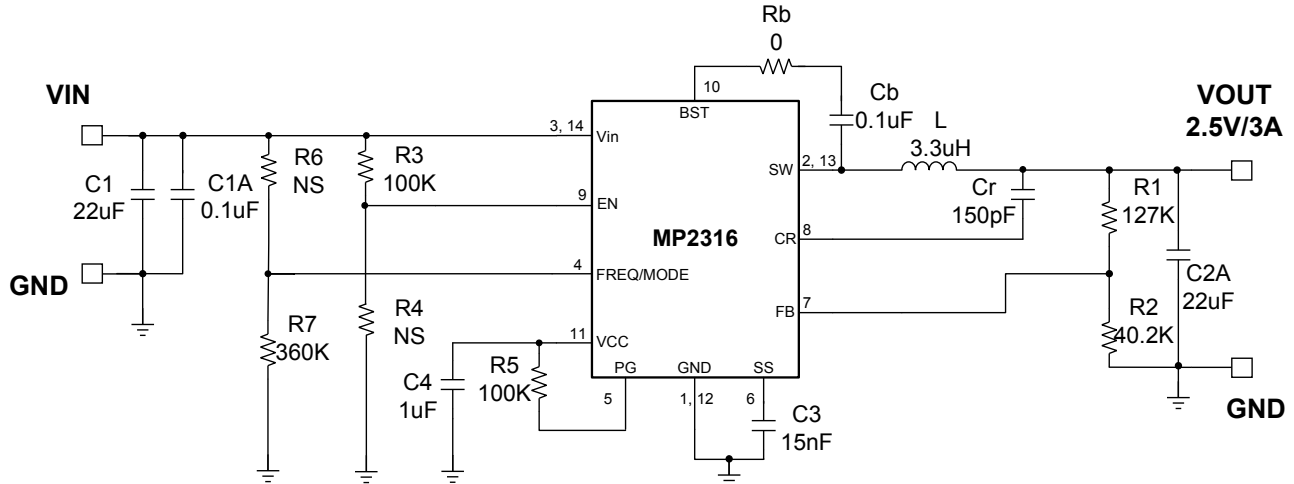 Rb
0
10
BST
Cb
0.1uF
VIN
VOUT
2.5V/3A
3, 14
Vin
L
3.3uH
2, 13
SW
R6
NS
R3
100K
C1
22uF
C1A
0.1uF
Cr
150pF
R1
127K
9
EN
MP2316
8
CR
4
FREQ/MODE
GND
C2A
22uF
7
FB
R2
40.2K
R7
360K
R4
NS
11
VCC
R5
100K
C4
1uF
PG
GND
SS
5
1, 12
6
C3
15nF
GND